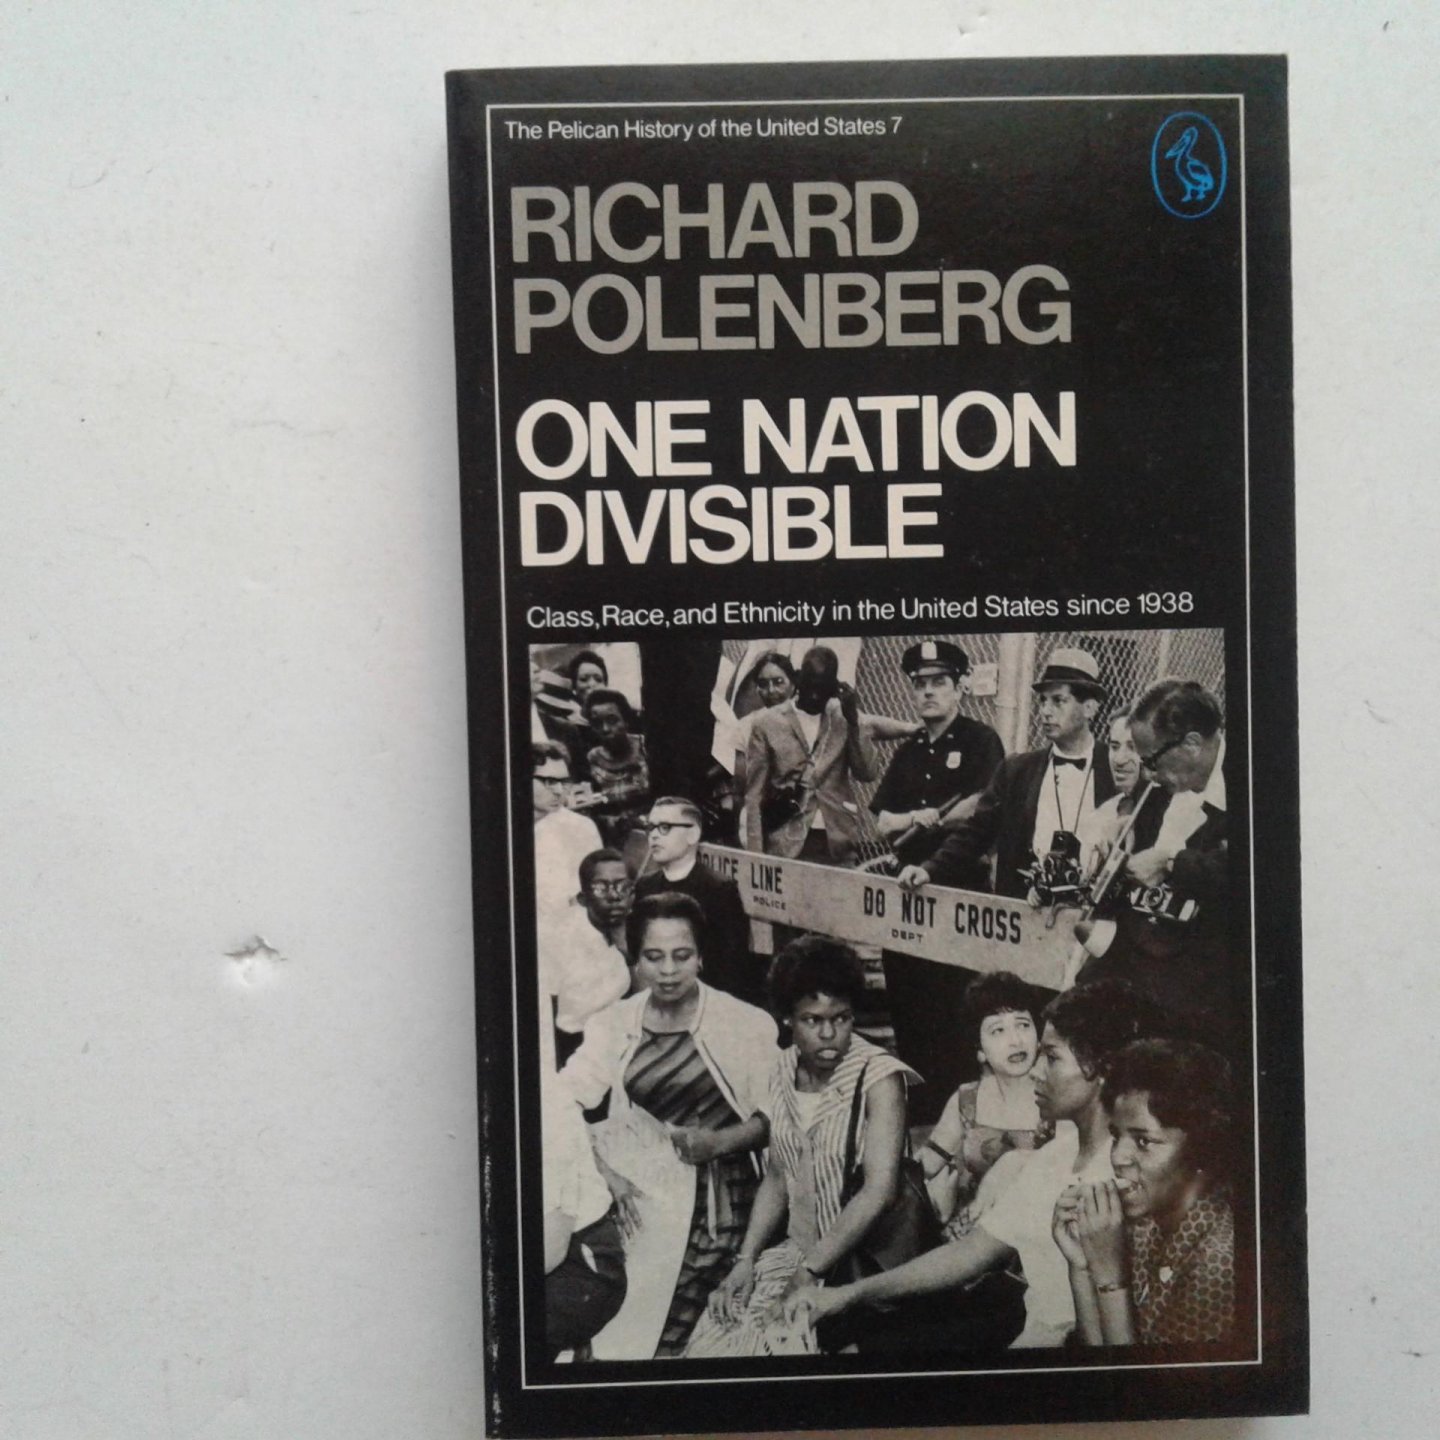 The Pelican History of the United States 7
RICHARD
POLENBERG
ONE NATION
DIVISIBLE
Class, Race, and Ethnicity in the United States since 1938
POLICE LINE DO NOT CROSS
POLICE DEPT